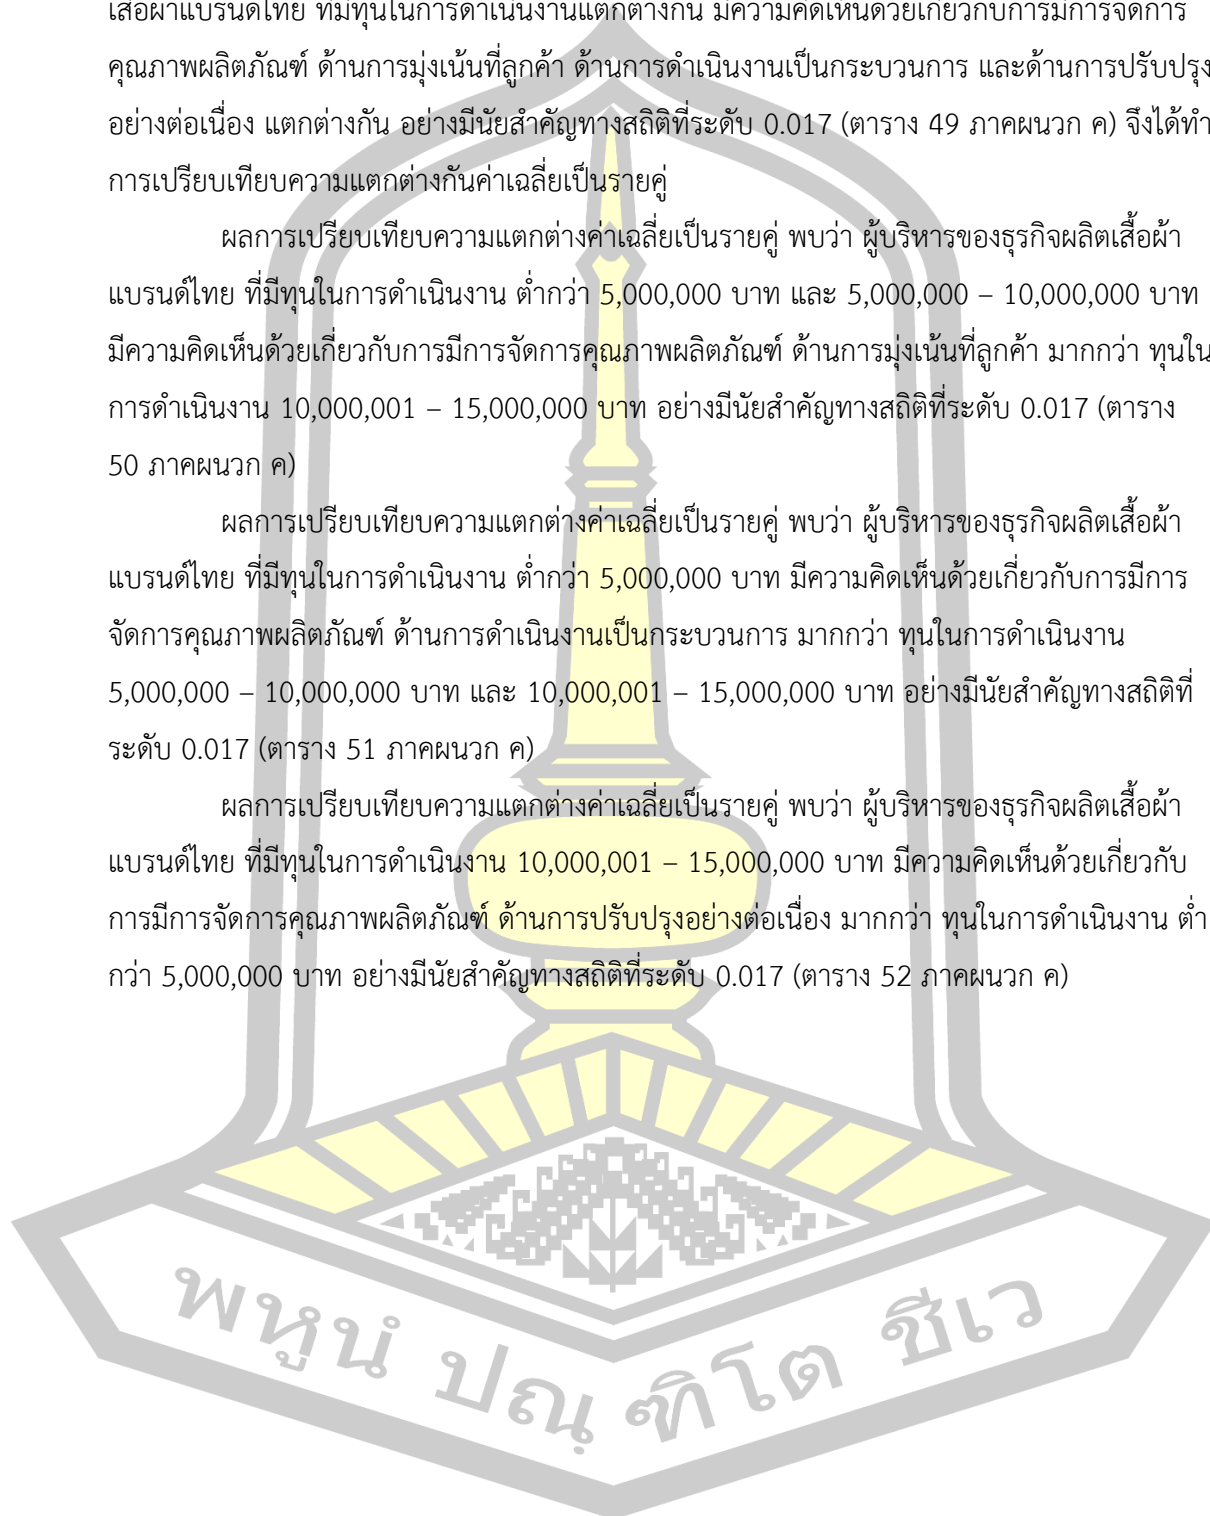 เสื้อผ้าแบรนด์ไทย ที่มีทุนในการดำเนินงานแตกต่างกัน มีความคิดเห็นด้วยเกี่ยวกับการมีการจัดการ
คุณภาพผลิตภัณฑ์ ด้านการมุ่งเน้นที่ลูกค้า ด้านการดำเนินงานเป็นกระบวนการ และด้านการปรับปรุง
อย่างต่อเนื่อง แตกต่างกัน อย่างมีนัยสำคัญทางสถิติที่ระดับ 0.017 (ตาราง 49 ภาคผนวก ค) จึงได้ทำ
การเปรียบเทียบความแตกต่างกันค่าเฉลี่ยเป็นรายคู่
ผลการเปรียบเทียบความแตกต่างค่าเฉลี่ยเป็นรายคู่ พบว่า ผู้บริหารของธุรกิจผลิตเสื้อผ้า
แบรนด์ไทย ที่มีทุนในการดำเนินงาน ต่ำกว่า 5,000,000 บาท และ 5,000,000 – 10,000,000 บาท
มีความคิดเห็นด้วยเกี่ยวกับการมีการจัดการคุณภาพผลิตภัณฑ์ ด้านการมุ่งเน้นที่ลูกค้า มากกว่า ทุนใน
การดำเนินงาน 10,000,001 – 15,000,000 บาท อย่างมีนัยสำคัญทางสถิติที่ระดับ 0.017 (ตาราง
50 ภาคผนวก ค)
ผลการเปรียบเทียบความแตกต่างค่าเฉลี่ยเป็นรายคู่ พบว่า ผู้บริหารของธุรกิจผลิตเสื้อผ้า
แบรนด์ไทย ที่มีทุนในการดำเนินงาน ต่ำกว่า 5,000,000 บาท มีความคิดเห็นด้วยเกี่ยวกับการมีการ
จัดการคุณภาพผลิตภัณฑ์ ด้านการดำเนินงานเป็นกระบวนการ มากกว่า ทุนในการดำเนินงาน
5,000,000 – 10,000,000 บาท และ 10,000,001 – 15,000,000 บาท อย่างมีนัยสำคัญทางสถิติที่
ระดับ 0.017 (ตาราง 51 ภาคผนวก ค)
ผลการเปรียบเทียบความแตกต่างค่าเฉลี่ยเป็นรายคู่ พบว่า ผู้บริหารของธุรกิจผลิตเสื้อผ้า
แบรนด์ไทย ที่มีทุนในการดำเนินงาน 10,000,001 – 15,000,000 บาท มีความคิดเห็นด้วยเกี่ยวกับ
การมีการจัดการคุณภาพผลิตภัณฑ์ ด้านการปรับปรุงอย่างต่อเนื่อง มากกว่า ทุนในการดำเนินงาน ต่ำ
กว่า 5,000,000 บาท อย่างมีนัยสำคัญทางสถิติที่ระดับ 0.017 (ตาราง 52 ภาคผนวก ค)
พหูนํ ปณฺฑิโต ชีเว